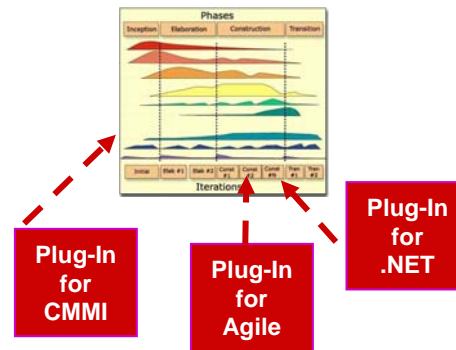 Phases
Inception Elaboration Construction Transition
Initial Elab #1 Elab #2 Const #1 Const #2 Const #N Tran #1 Tran #2
Iterations
Plug-In
for
CMMI
Plug-In
for
Agile
Plug-In
for
.NET